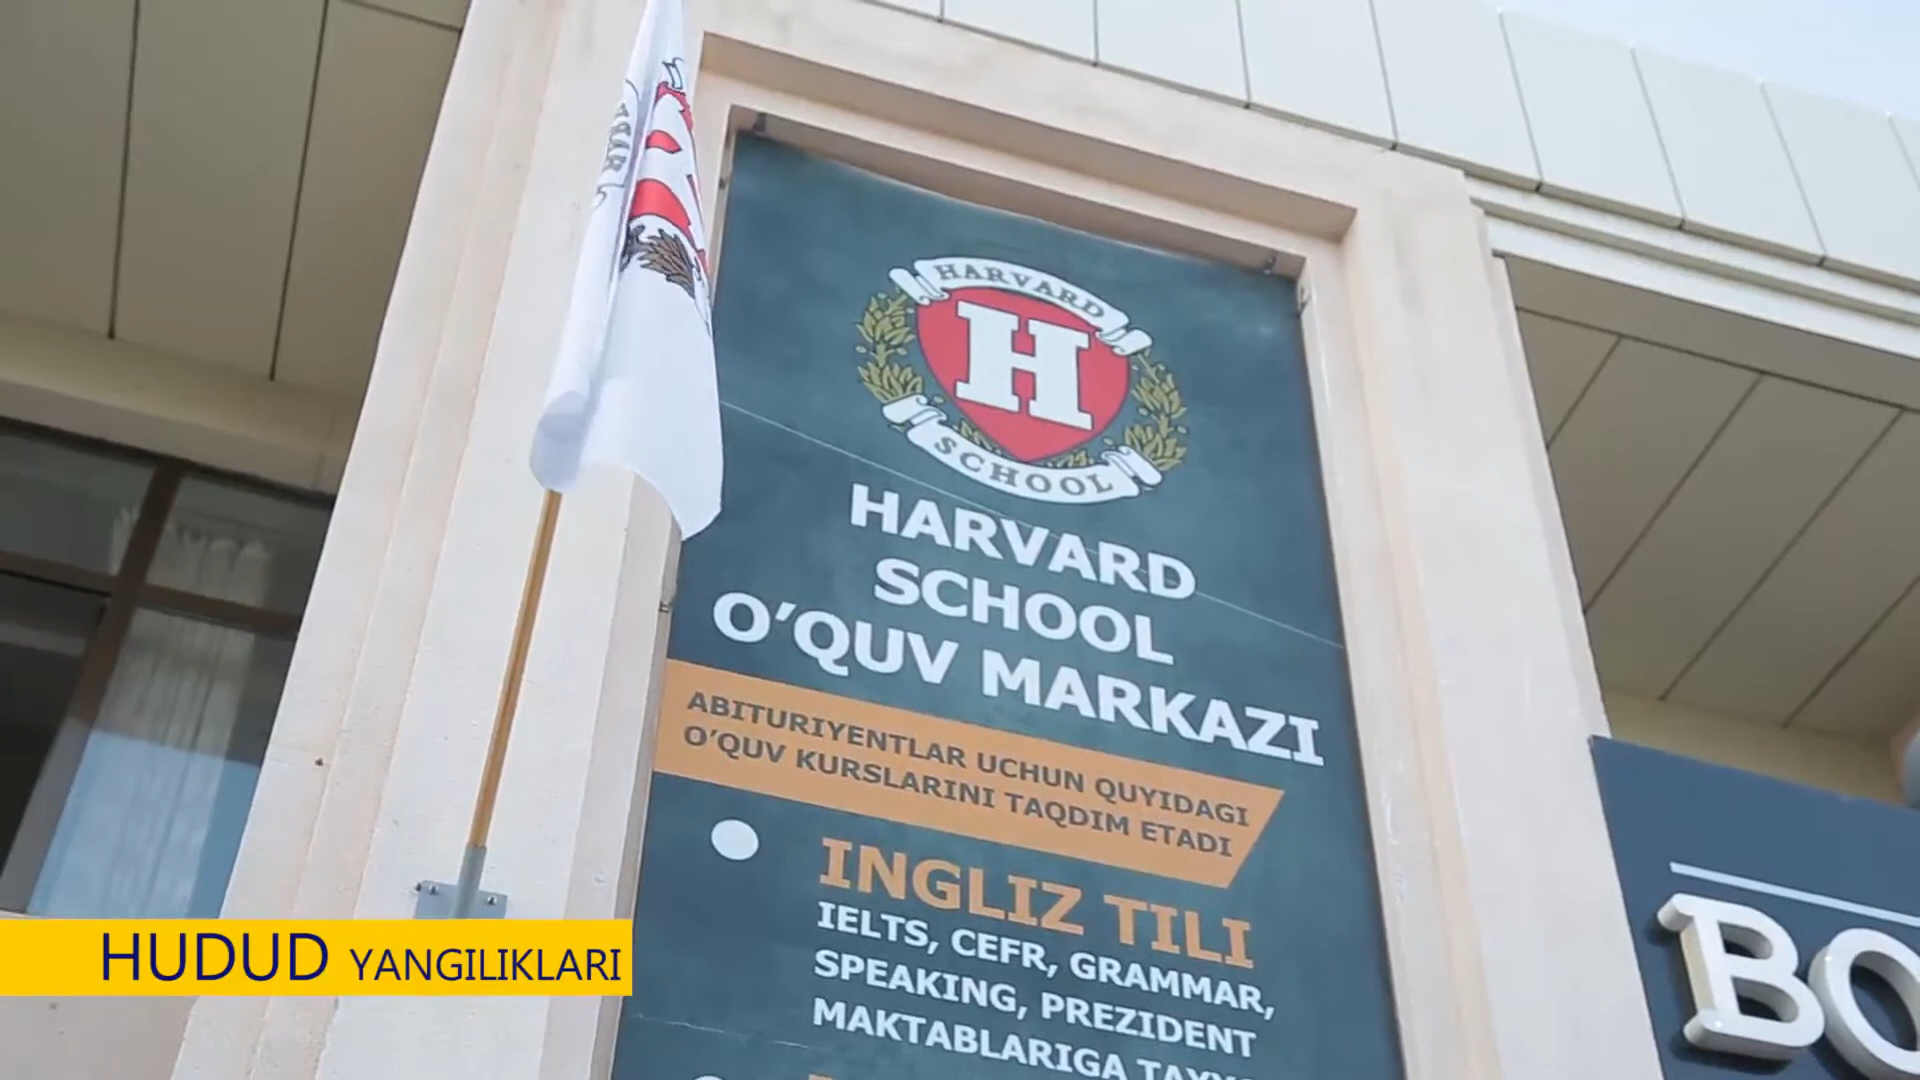 HARVARD
H
SCHOOL
HARVARD
SCHOOL
O'QUV MARKAZI
ABITURIYENTLAR UCHUN QUYIDAGI
O'QUV KURSLARINI TAQDIM ETADI
INGLIZ TILI
IELTS, CEFR, GRAMMAR,
SPEAKING, PREZIDENT
MAKTABLARIGA
BO
HUDUD YANGILIKLARI